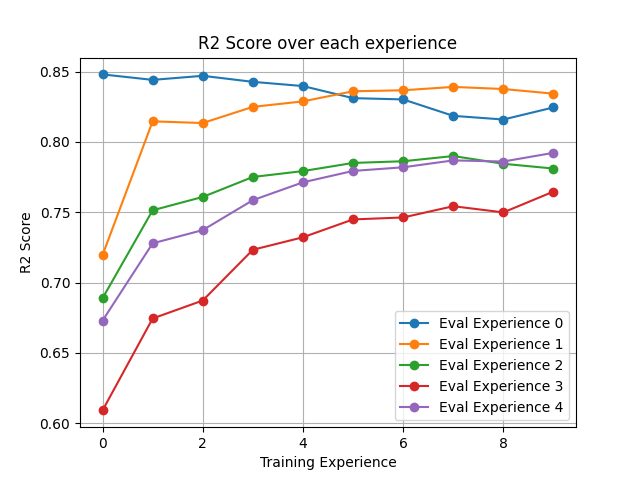 R2 Score over each experience
0.85
0.80
0.75
0.70
0.65
0.60
R2 Score
Eval Experience 0
Eval Experience 1
Eval Experience 2
Eval Experience 3
Eval Experience 4
0 2 4 6 8
Training Experience